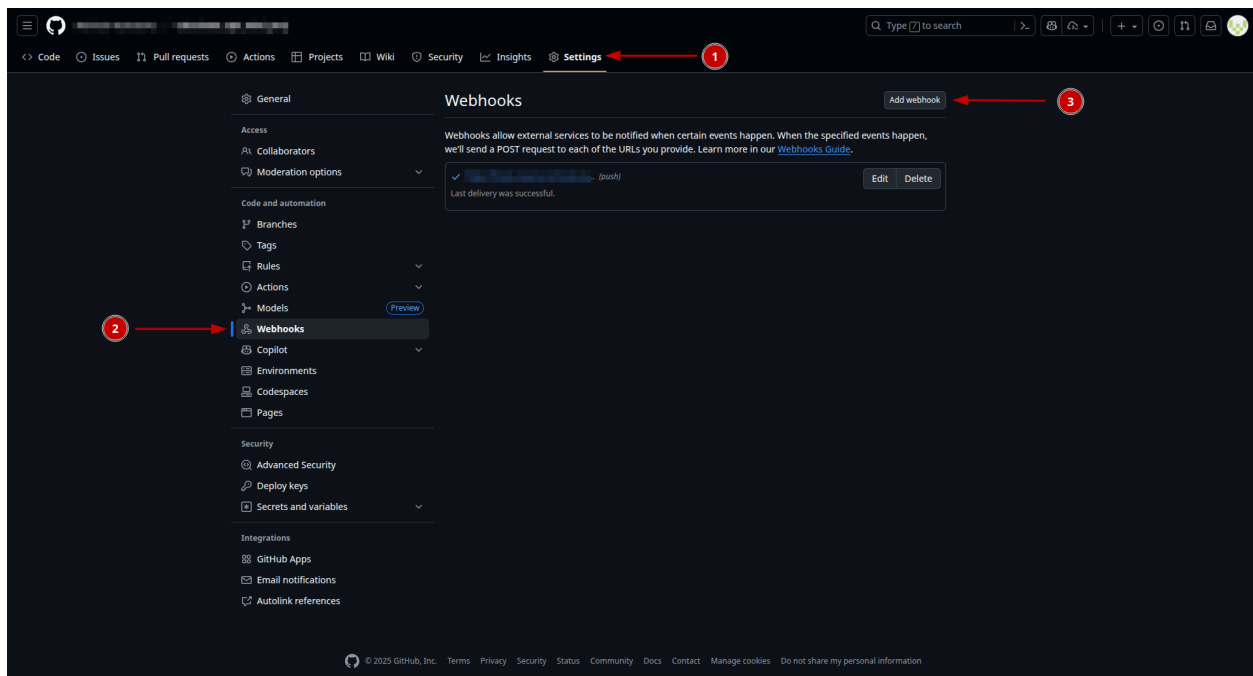 Type / to search
Code Issues Pull requests Actions Projects Wiki Security Insights Settings
1
General
Access
Collaborators
Moderation options
Code and automation
Branches
Tags
Rules
Actions
Models Preview
2
Webhooks
Copilot
Environments
Codespaces
Pages
Security
Advanced Security
Deploy keys
Secrets and variables
Integrations
GitHub Apps
Email notifications
Autolink references
Webhooks
Add webhook
3
Webhooks allow external services to be notified when certain events happen. When the specified events happen,
we'll send a POST request to each of the URLs you provide. Learn more in our Webhooks Guide.
... (push)
Edit Delete
Last delivery was successful.
© 2025 GitHub, Inc. Terms Privacy Security Status Community Docs Contact Manage cookies Do not share my personal information